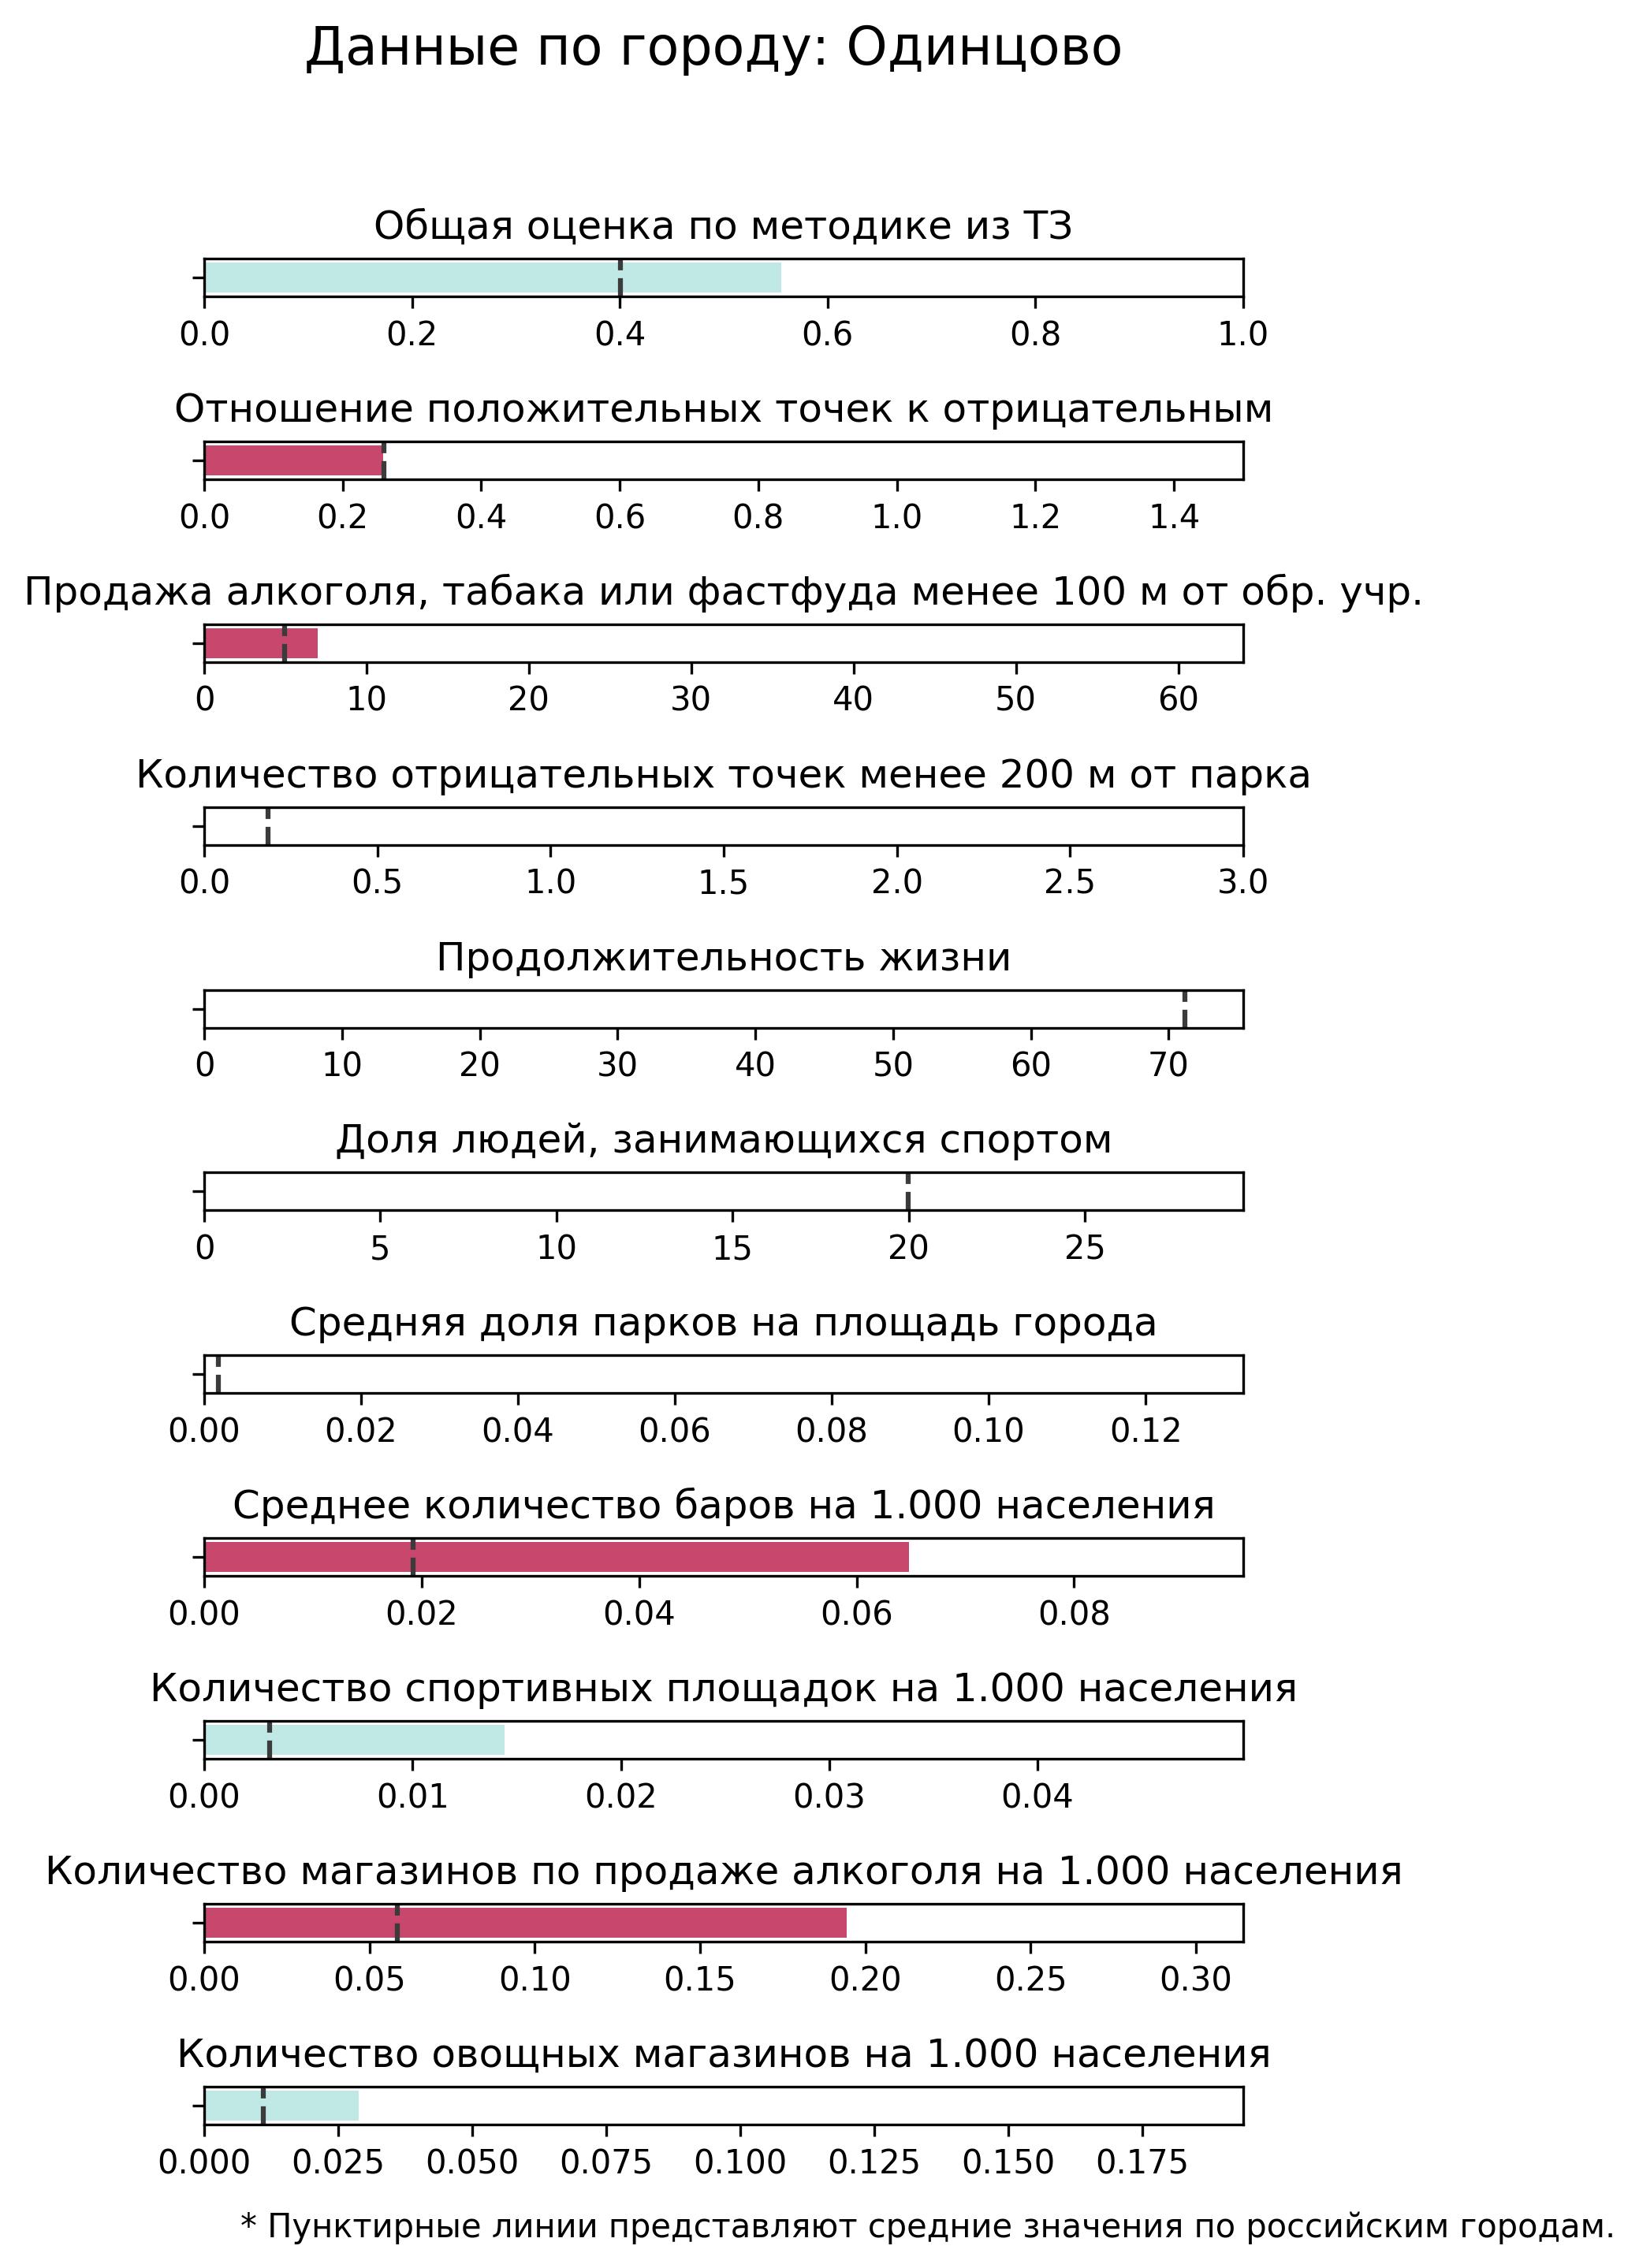 Данные по городу: Одинцово
Общая оценка по методике из ТЗ
0.0 0.2 0.4 0.6 0.8 1.0
Отношение положительных точек к отрицательным
0.0 0.2 0.4 0.6 0.8 1.0 1.2 1.4
Продажа алкоголя, табака или фастфуда менее 100 м от обр. учр.
0 10 20 30 40 50 60
Количество отрицательных точек менее 200 м от парка
0.0 0.5 1.0 1.5 2.0 2.5 3.0
Продолжительность жизни
0 10 20 30 40 50 60 70
Доля людей, занимающихся спортом
0 5 10 15 20 25
Средняя доля парков на площадь города
0.00 0.02 0.04 0.06 0.08 0.10 0.12
Среднее количество баров на 1.000 населения
0.00 0.02 0.04 0.06 0.08
Количество спортивных площадок на 1.000 населения
0.00 0.01 0.02 0.03 0.04
Количество магазинов по продаже алкоголя на 1.000 населения
0.00 0.05 0.10 0.15 0.20 0.25 0.30
Количество овощных магазинов на 1.000 населения
0.000 0.025 0.050 0.075 0.100 0.125 0.150 0.175
* Пунктирные линии представляют средние значения по российским городам.